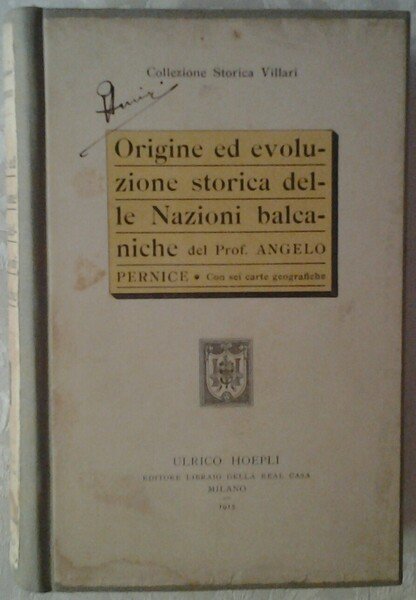 Collezione Storica Villari
Origine ed evolu-
zione storica del-
le Nazioni balca-
niche del Prof. ANGELO
PERNICE • Con sei carte geografiche
ULRICO HOEPLI
EDITORE LIBRAIO DELLA REAL CASA
MILANO
1915